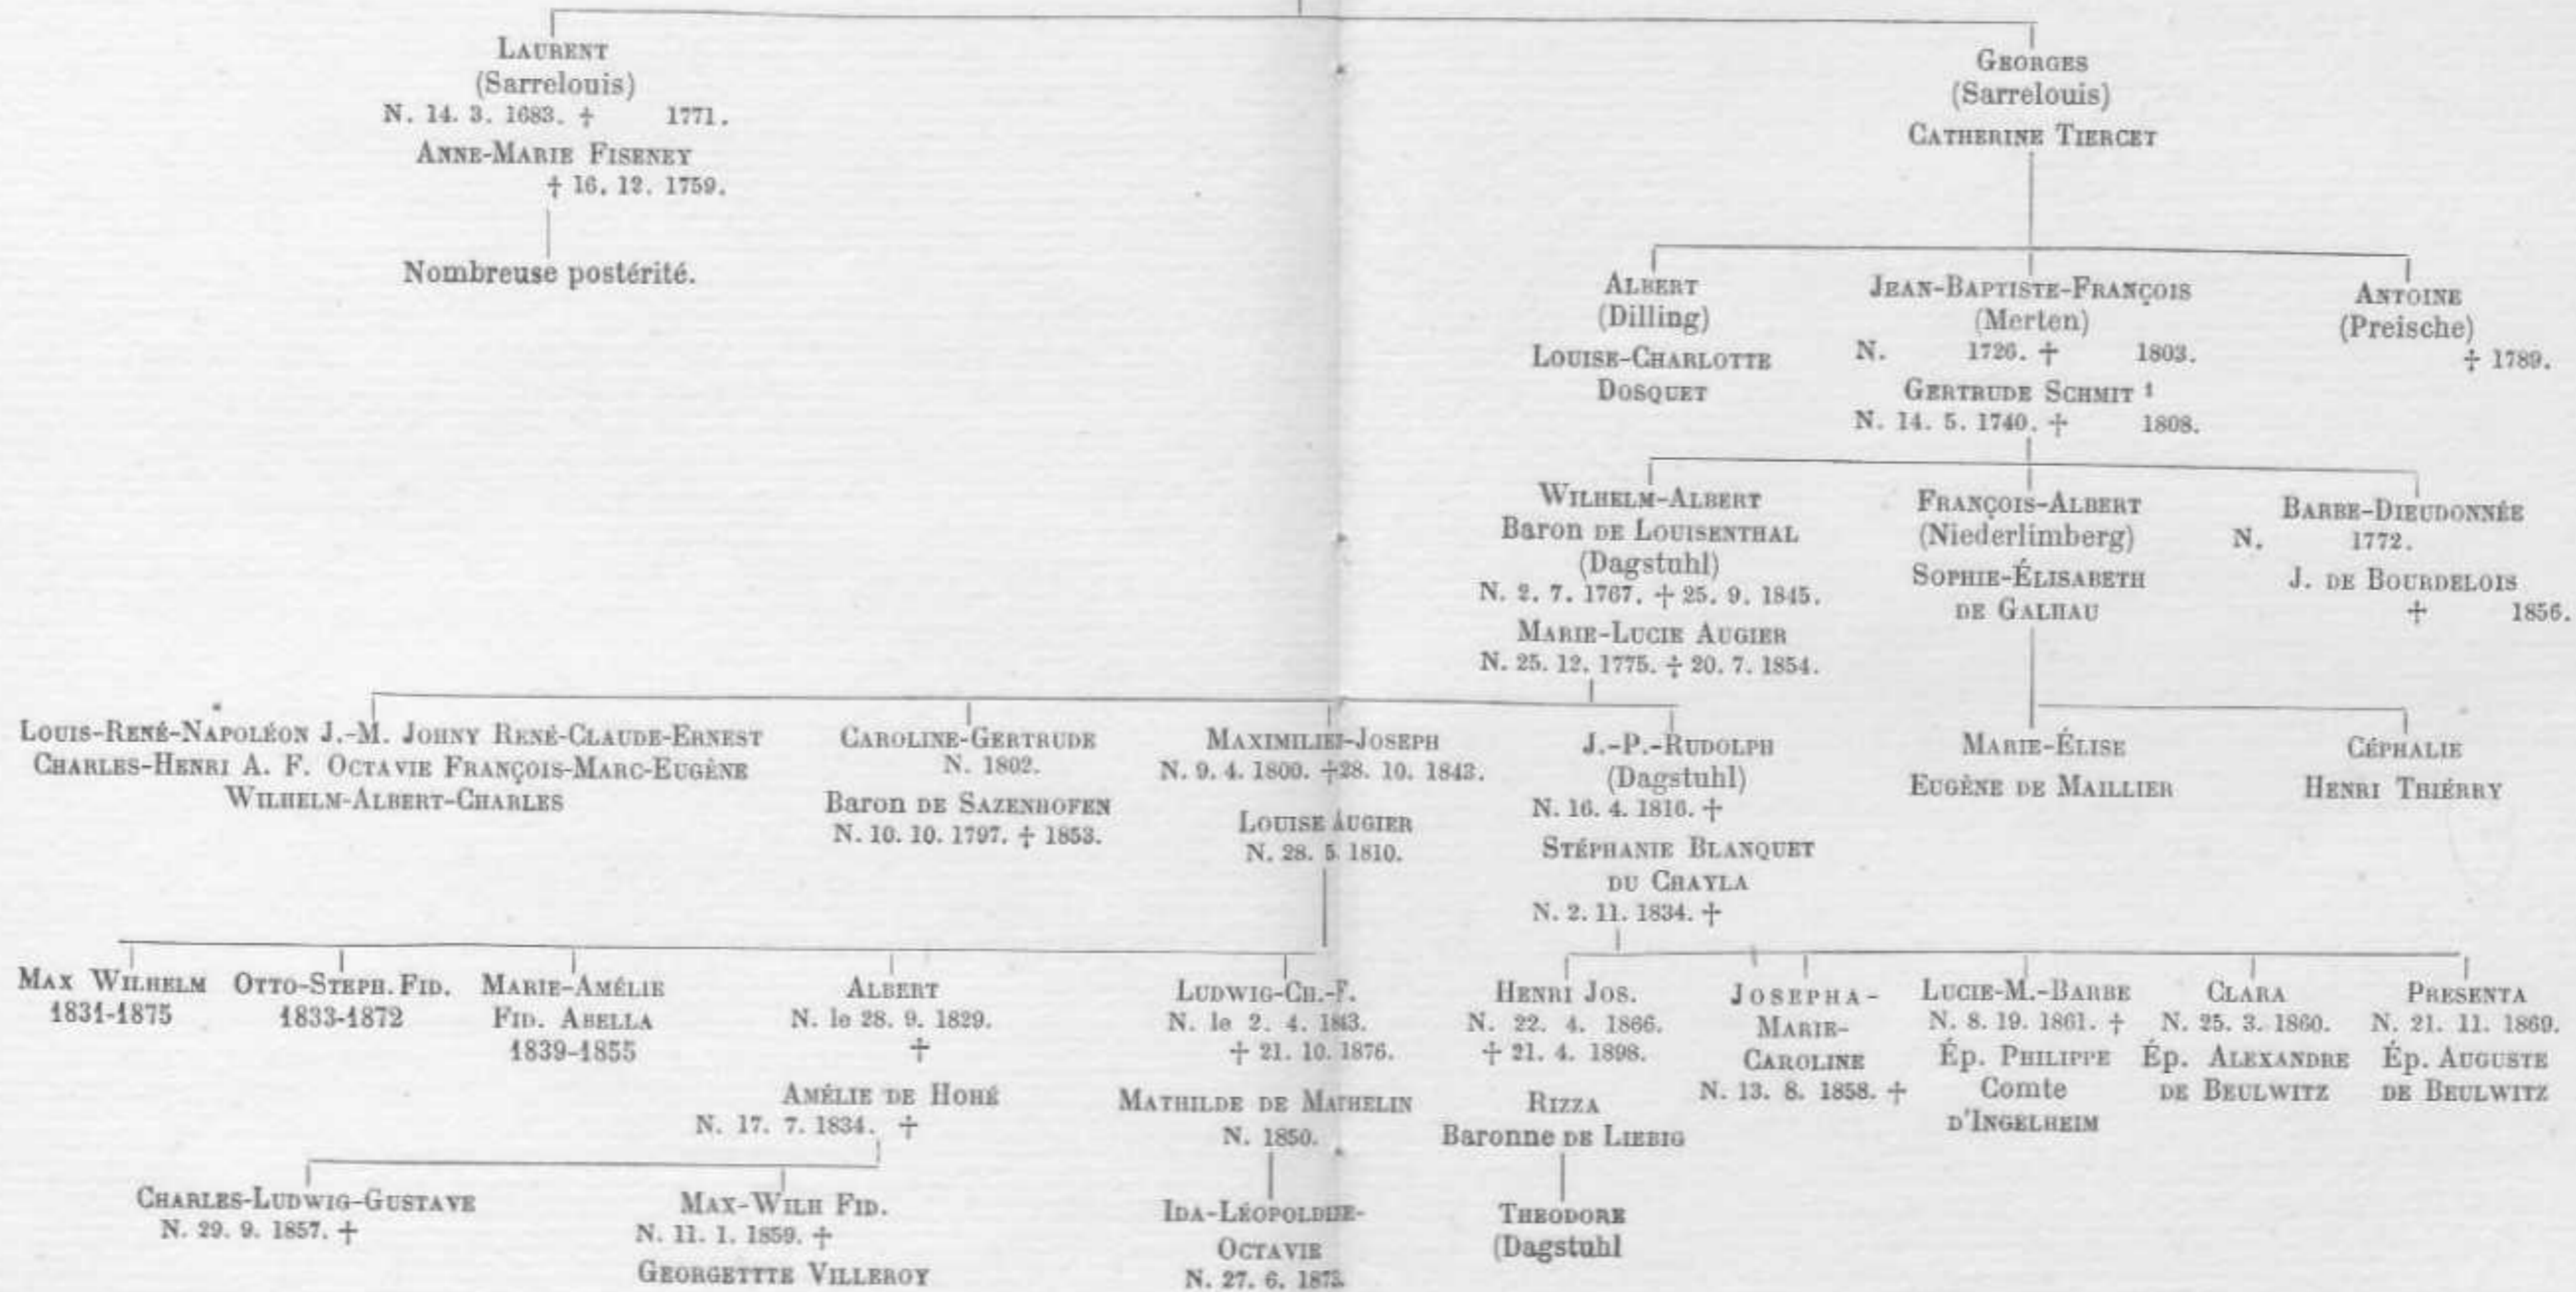 LAURENT
(Sarrelouis)
N. 14. 3. 1683. † 1771.
ANNE-MARIE FISENEY
† 16. 12. 1759.
Nombreuse postérité.
GEORGES
(Sarrelouis)
CATHERINE TIERCET
ALBERT
(Dilling)
LOUISE-CHARLOTTE
DOSQUET
JEAN-BAPTISTE-FRANÇOIS
(Merten)
N. 1726. † 1803.
GERTRUDE SCHMIT 1
N. 14. 5. 1740. † 1808.
ANTOINE
(Preische)
† 1789.
WILHELM-ALBERT
Baron DE LOUISENTHAL
(Dagstuhl)
N. 2. 7. 1767. † 25. 9. 1845.
MARIE-LUCIE AUGIER
N. 25. 12. 1775. † 20. 7. 1854.
FRANÇOIS-ALBERT
(Niederlimberg)
SOPHIE-ÉLISABETH
DE GALHAU
BARBE-DIEUDONNÉE
N. 1772.
J. DE BOURDELOIS
† 1856.
LOUIS-RENÉ-NAPOLÉON J.-M. JOHNY RENÉ-CLAUDE-ERNEST
CHARLES-HENRI A. F. OCTAVIE FRANÇOIS-MARC-EUGÈNE
WILHELM-ALBERT-CHARLES
CAROLINE-GERTRUDE
N. 1802.
Baron DE SAZENHOFEN
N. 10. 10. 1797. † 1853.
MAXIMILIEN-JOSEPH
N. 9. 4. 1800. † 28. 10. 1843.
LOUISE AUGIER
N. 28. 5. 1810.
J.-P.-RUDOLPH
(Dagstuhl)
N. 16. 4. 1816. †
STÉPHANIE BLANQUET
DU CHAYLA
N. 2. 11. 1834. †
MARIE-ÉLISE
EUGÈNE DE MAILLIER
CÉPHALIE
HENRI THIÉRRY
MAX WILHELM
1831-1875
OTTO-STEPH. FID.
1833-1872
MARIE-AMÉLIE
FID. ABELLA
1839-1855
ALBERT
N. le 28. 9. 1829.
†
AMÉLIE DE HOHÉ
N. 17. 7. 1834. †
LUDWIG-CH.-F.
N. le 2. 4. 1843.
† 21. 10. 1876.
MATHILDE DE MATHELIN
N. 1850.
HENRI JOS.
N. 22. 4. 1866.
† 21. 4. 1898.
RIZZA
Baronne DE LIEBIG
JOSEPHA-
MARIE-
CAROLINE
N. 13. 8. 1858. †
LUCIE-M.-BARBE
N. 8. 19. 1861. †
Ép. PHILIPPE
Comte
D'INGELHEIM
CLARA
N. 25. 3. 1860.
Ép. ALEXANDRE
DE BEULWITZ
PRESENTA
N. 21. 11. 1869.
Ép. AUGUSTE
DE BEULWITZ
CHARLES-LUDWIG-GUSTAVE
N. 29. 9. 1857. †
MAX-WILH FID.
N. 11. 1. 1859. †
GEORGETTTE VILLEROY
IDA-LÉOPOLDINE-
OCTAVIE
N. 27. 6.
THEODORE
(Dagstuhl